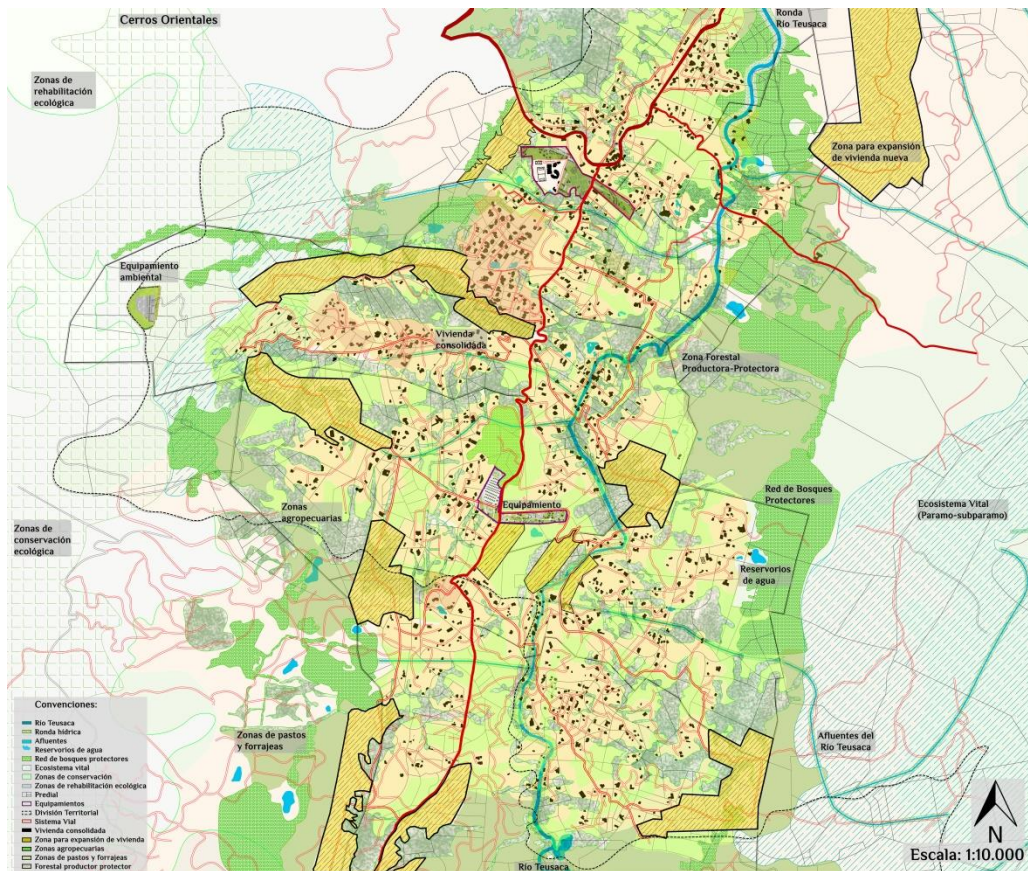 Cerros Orientales
Ronda
Río Teusaca
Zonas de
rehabilitación
ecológica
Zona para expansión
de vivienda nueva
Equipamiento
ambiental
Vivienda
consolidada
Zona Forestal
Productora-Protectora
Red de Bosques
Protectores
Ecosistema Vital
(Paramo-subparamo)
Zonas
agropecuarias
Equipamiento
Zonas de
conservación
ecológica
Reservorios
de agua
Zonas de pastos
y forrajeas
Afluentes del
Río Teusaca
Río Teusaca
Convenciones:
Río Teusaca
Ronda hídrica
Afluentes
Reservorios de agua
Red de bosques protectores
Ecosistema vital
Zonas de conservación
Zonas de rehabilitación ecológica
Predial
Equipamientos
División Territorial
Sistema Vial
Vivienda consolidada
Zona para expansión de vivienda
Zonas agropecuarias
Zonas de pastos y forrajeas
Forestal productor protector
N
Escala: 1:10.000